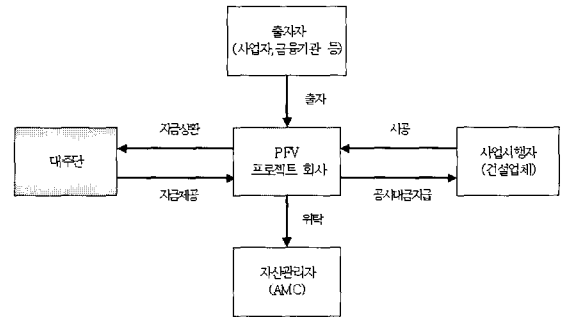 출자자
(사업자,금융기관 등)
출자
자금상환
시공
대주단
PFV
프로젝트 회사
사업시행자
(건설업체)
자금제공
공사대금지급
위탁
자산관리자
(AMC)